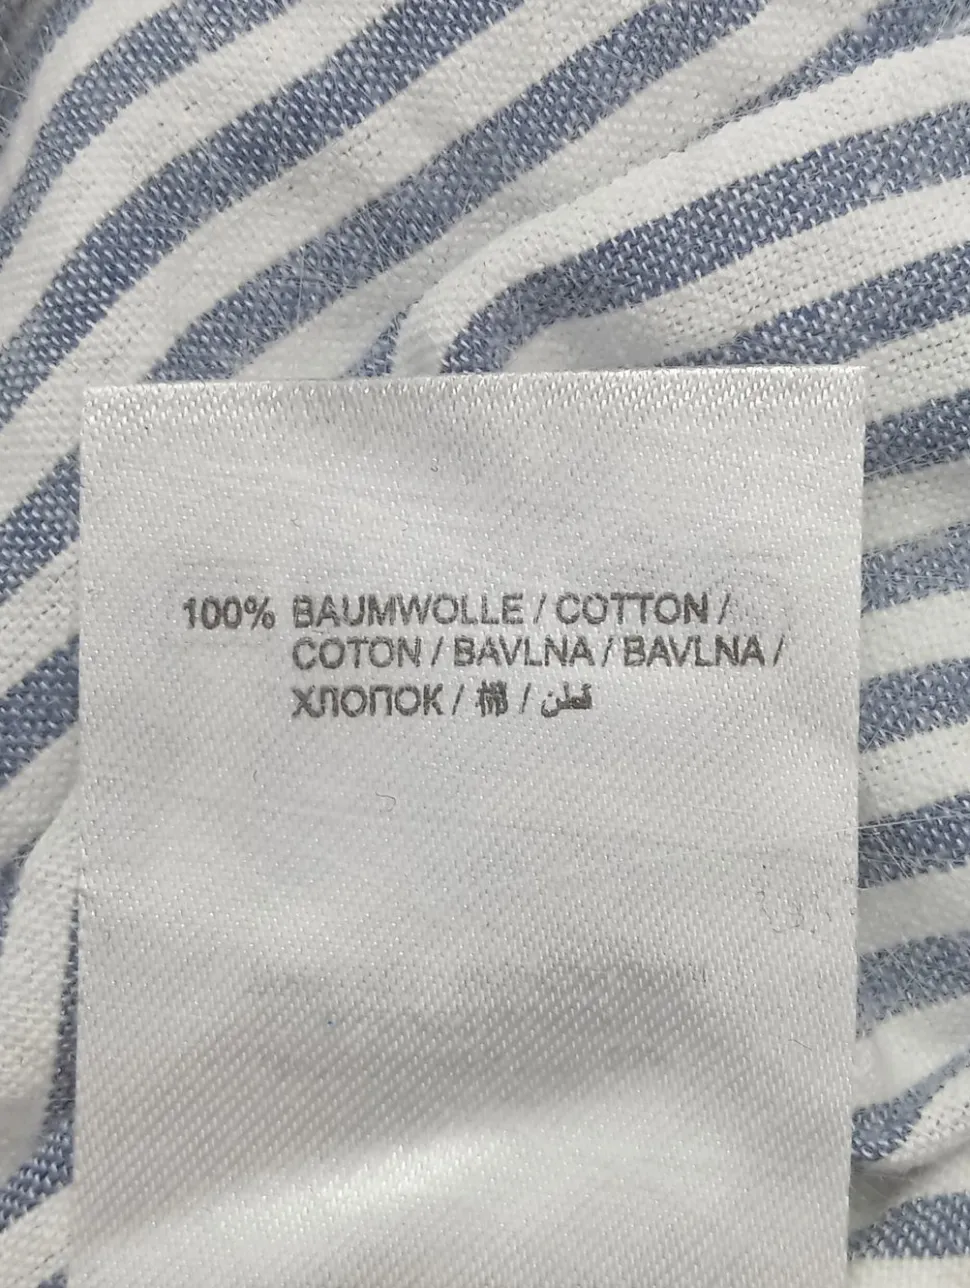 100% BAUMWOLLE / COTTON /
COTON / BAVLNA / BAVLNA /
ХЛОПОК / 棉 / قطن